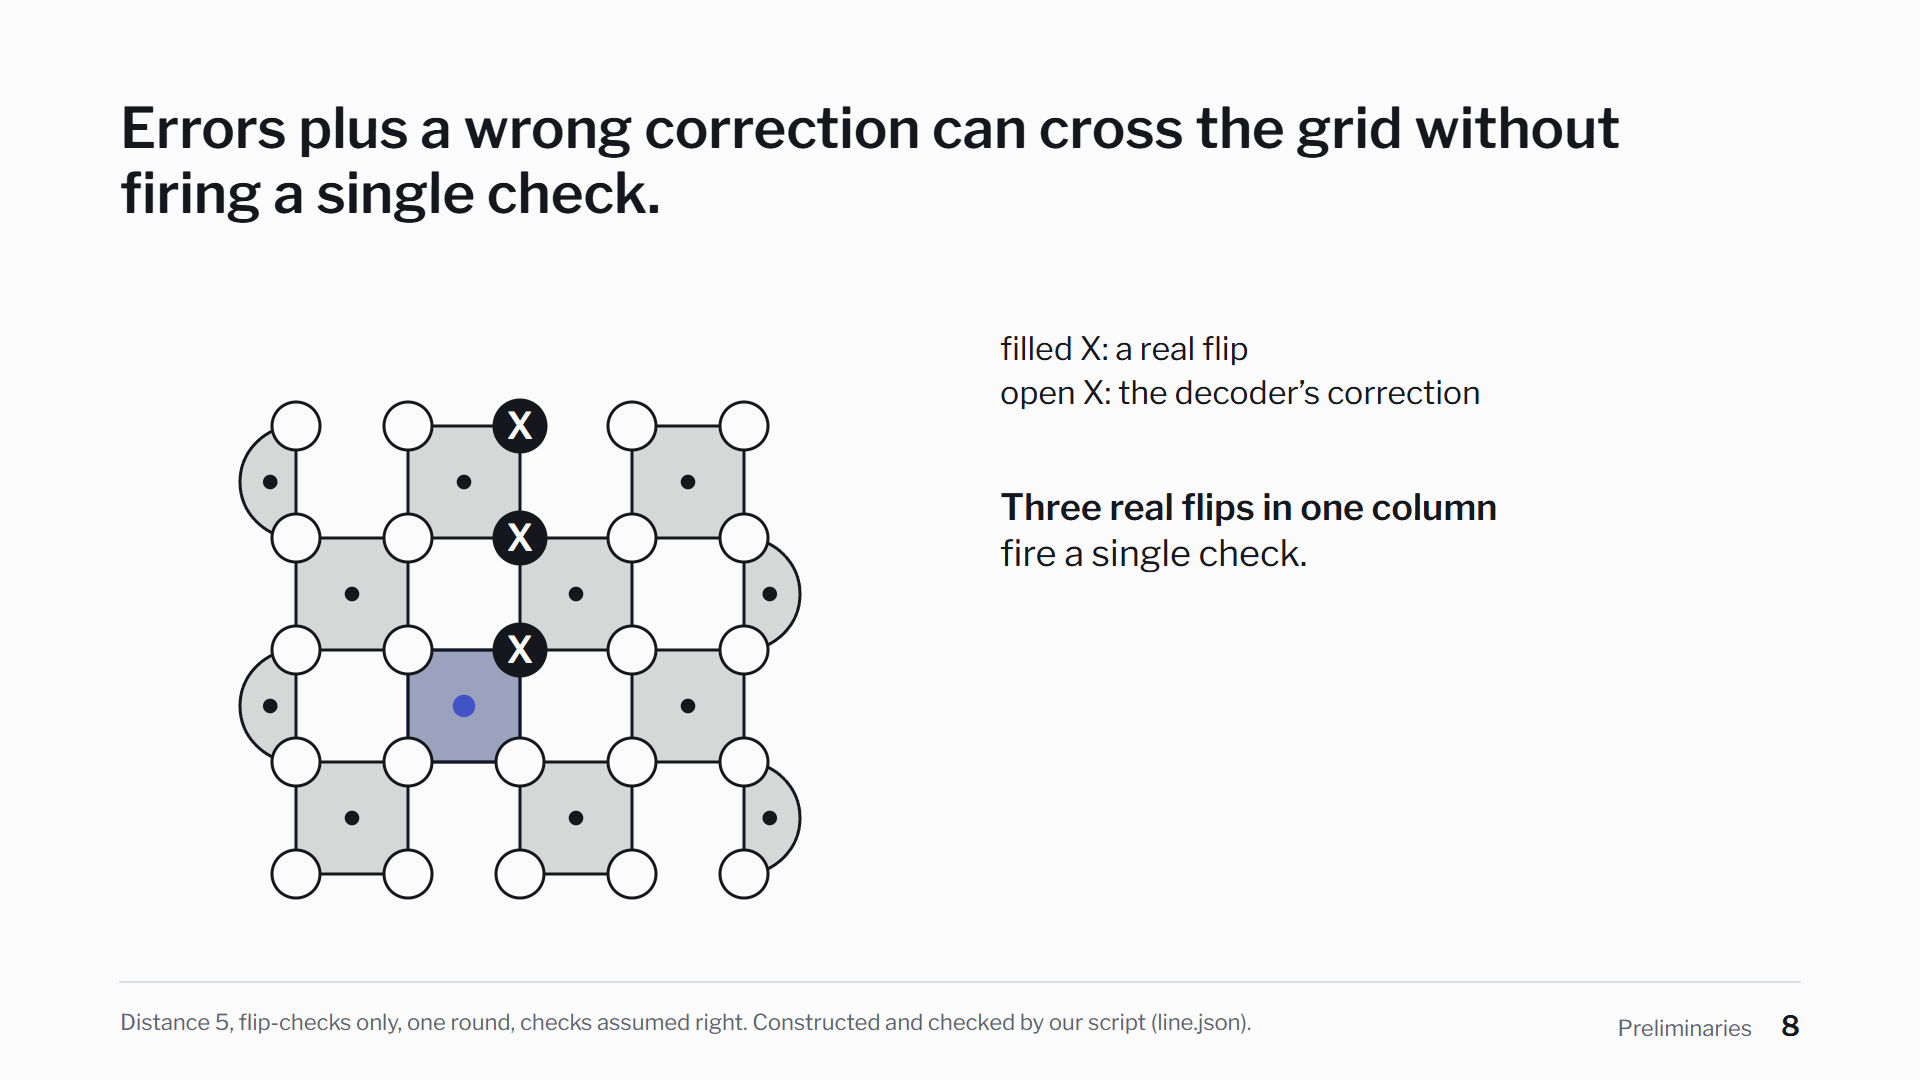 Errors plus a wrong correction can cross the grid without
firing a single check.
filled X: a real flip
open X: the decoder’s correction
X
X
X
Three real flips in one column
fire a single check.
Distance 5, flip-checks only, one round, checks assumed right. Constructed and checked by our script (line.json).
Preliminaries 8